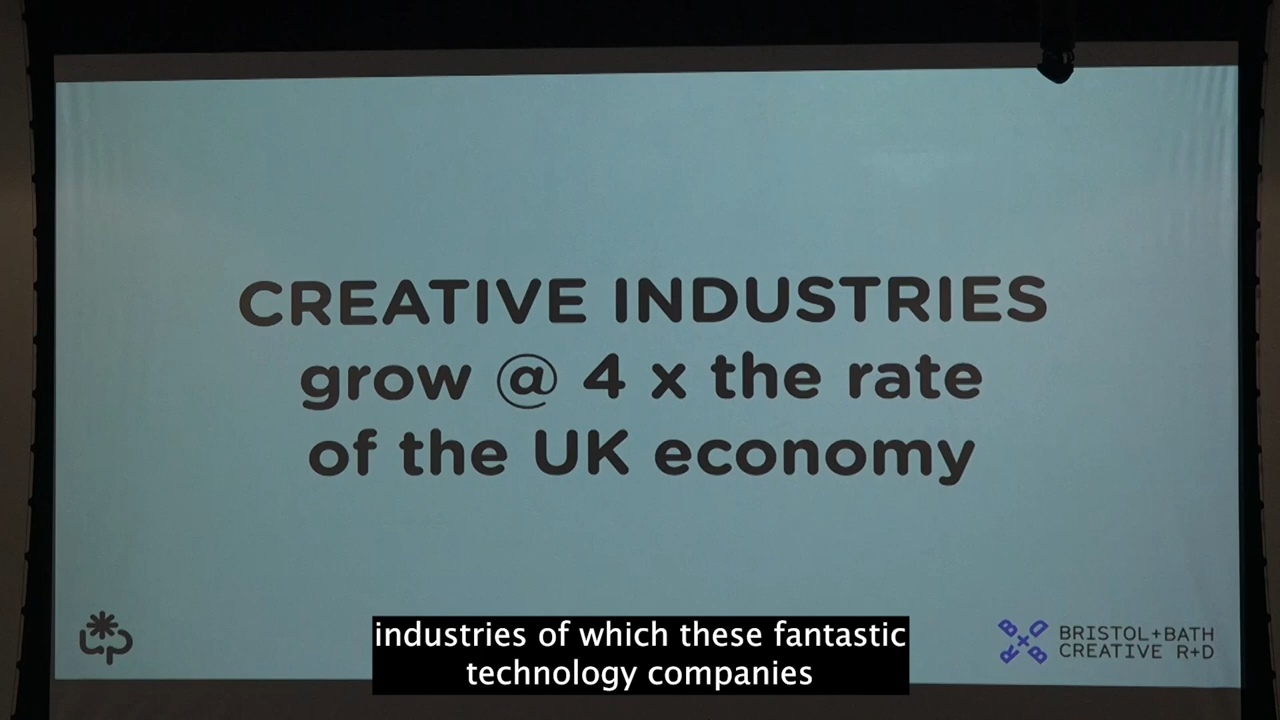 CREATIVE INDUSTRIES
grow @ 4 x the rate
of the UK economy
industries of which these fantastic
technology companies
BRISTOL+BATH
CREATIVE R+D